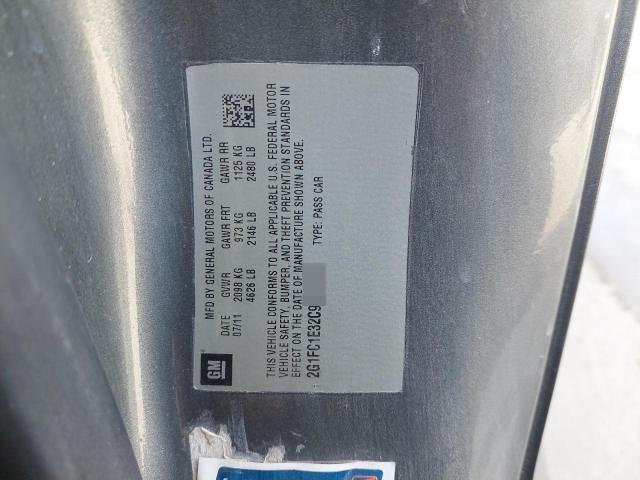 GM
MFD BY GENERAL MOTORS OF CANADA LTD.
DATE GVWR GAWR FRT GAWR RR
07/11 2098 KG 973 KG 1125 KG
4626 LB 2146 LB 2480 LB
THIS VEHICLE CONFORMS TO ALL APPLICABLE U.S. FEDERAL MOTOR
VEHICLE SAFETY, BUMPER, AND THEFT PREVENTION STANDARDS IN
EFFECT ON THE DATE OF MANUFACTURE SHOWN ABOVE.
2G1FC1E32C9 TYPE: PASS CAR